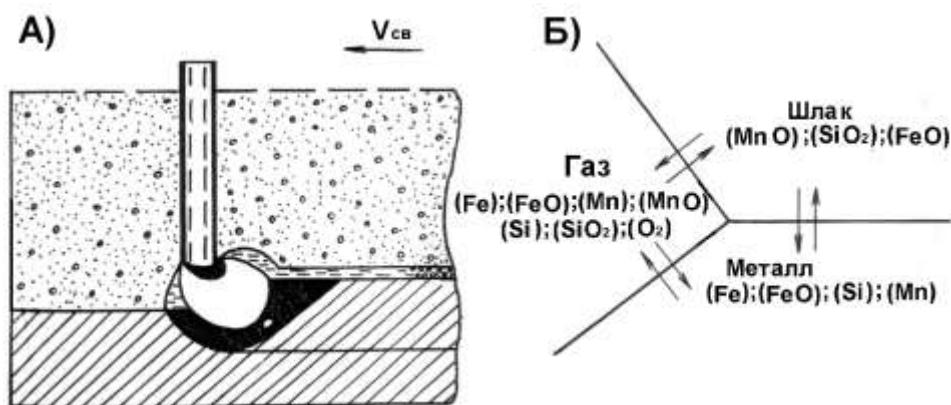 А)
Vсв
Б)
Шлак
(MnO);(SiO₂);(FeO)
Газ
(Fe);(FeO);(Mn);(MnO)
(Si);(SiO₂);(O₂)
Металл
(Fe);(FeO);(Si);(Mn)